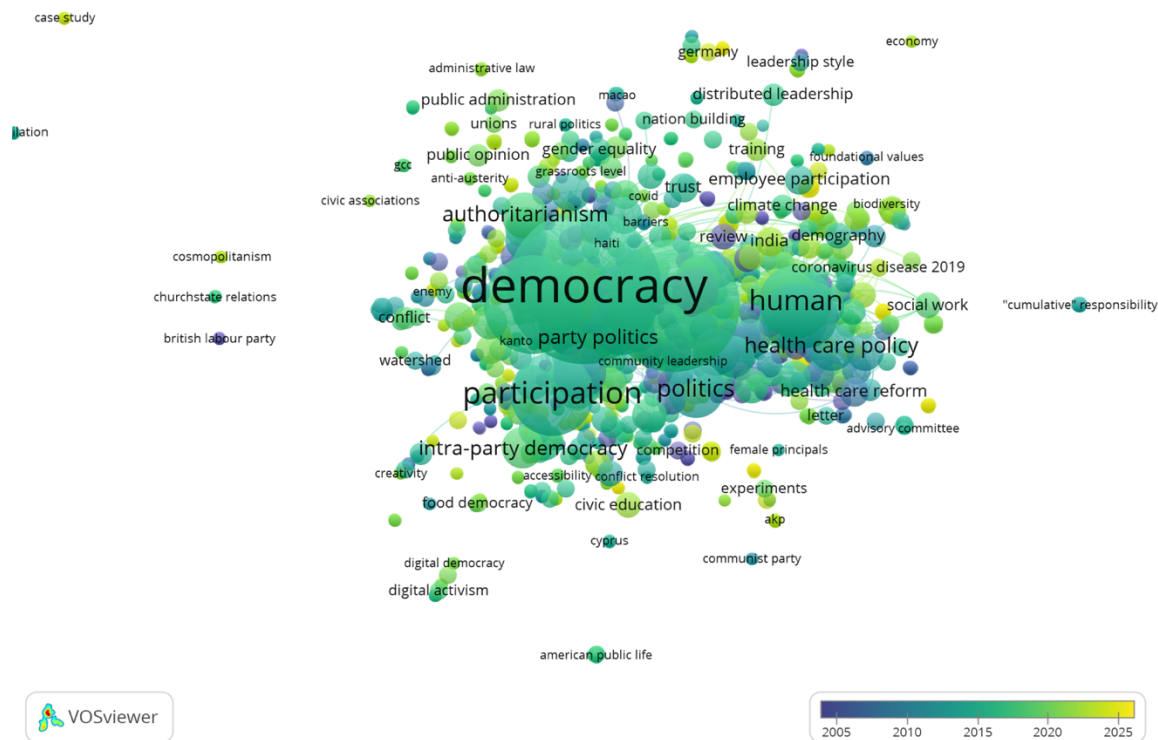 case study
economy
germany
leadership style
administrative law
distributed leadership
public administration
macao
nation building
unions
rural politics
ilation
gender equality
training
public opinion
foundational values
gcc
grassroots level
anti-austerity
employee participation
trust
covid
civic associations
climate change
biodiversity
authoritarianism
barriers
review
india
demography
haiti
cosmopolitanism
coronavirus disease 2019
democracy
enemy
churchstate relations
human
social work
"cumulative" responsibility
conflict
british labour party
kanto
party politics
health care policy
watershed
community leadership
participation
politics
health care reform
letter
advisory committee
intra-party democracy
competition
female principals
creativity
accessibility
conflict resolution
experiments
food democracy
civic education
akp
cyprus
communist party
digital democracy
digital activism
american public life
VOSviewer
2005
2010
2015
2020
2025